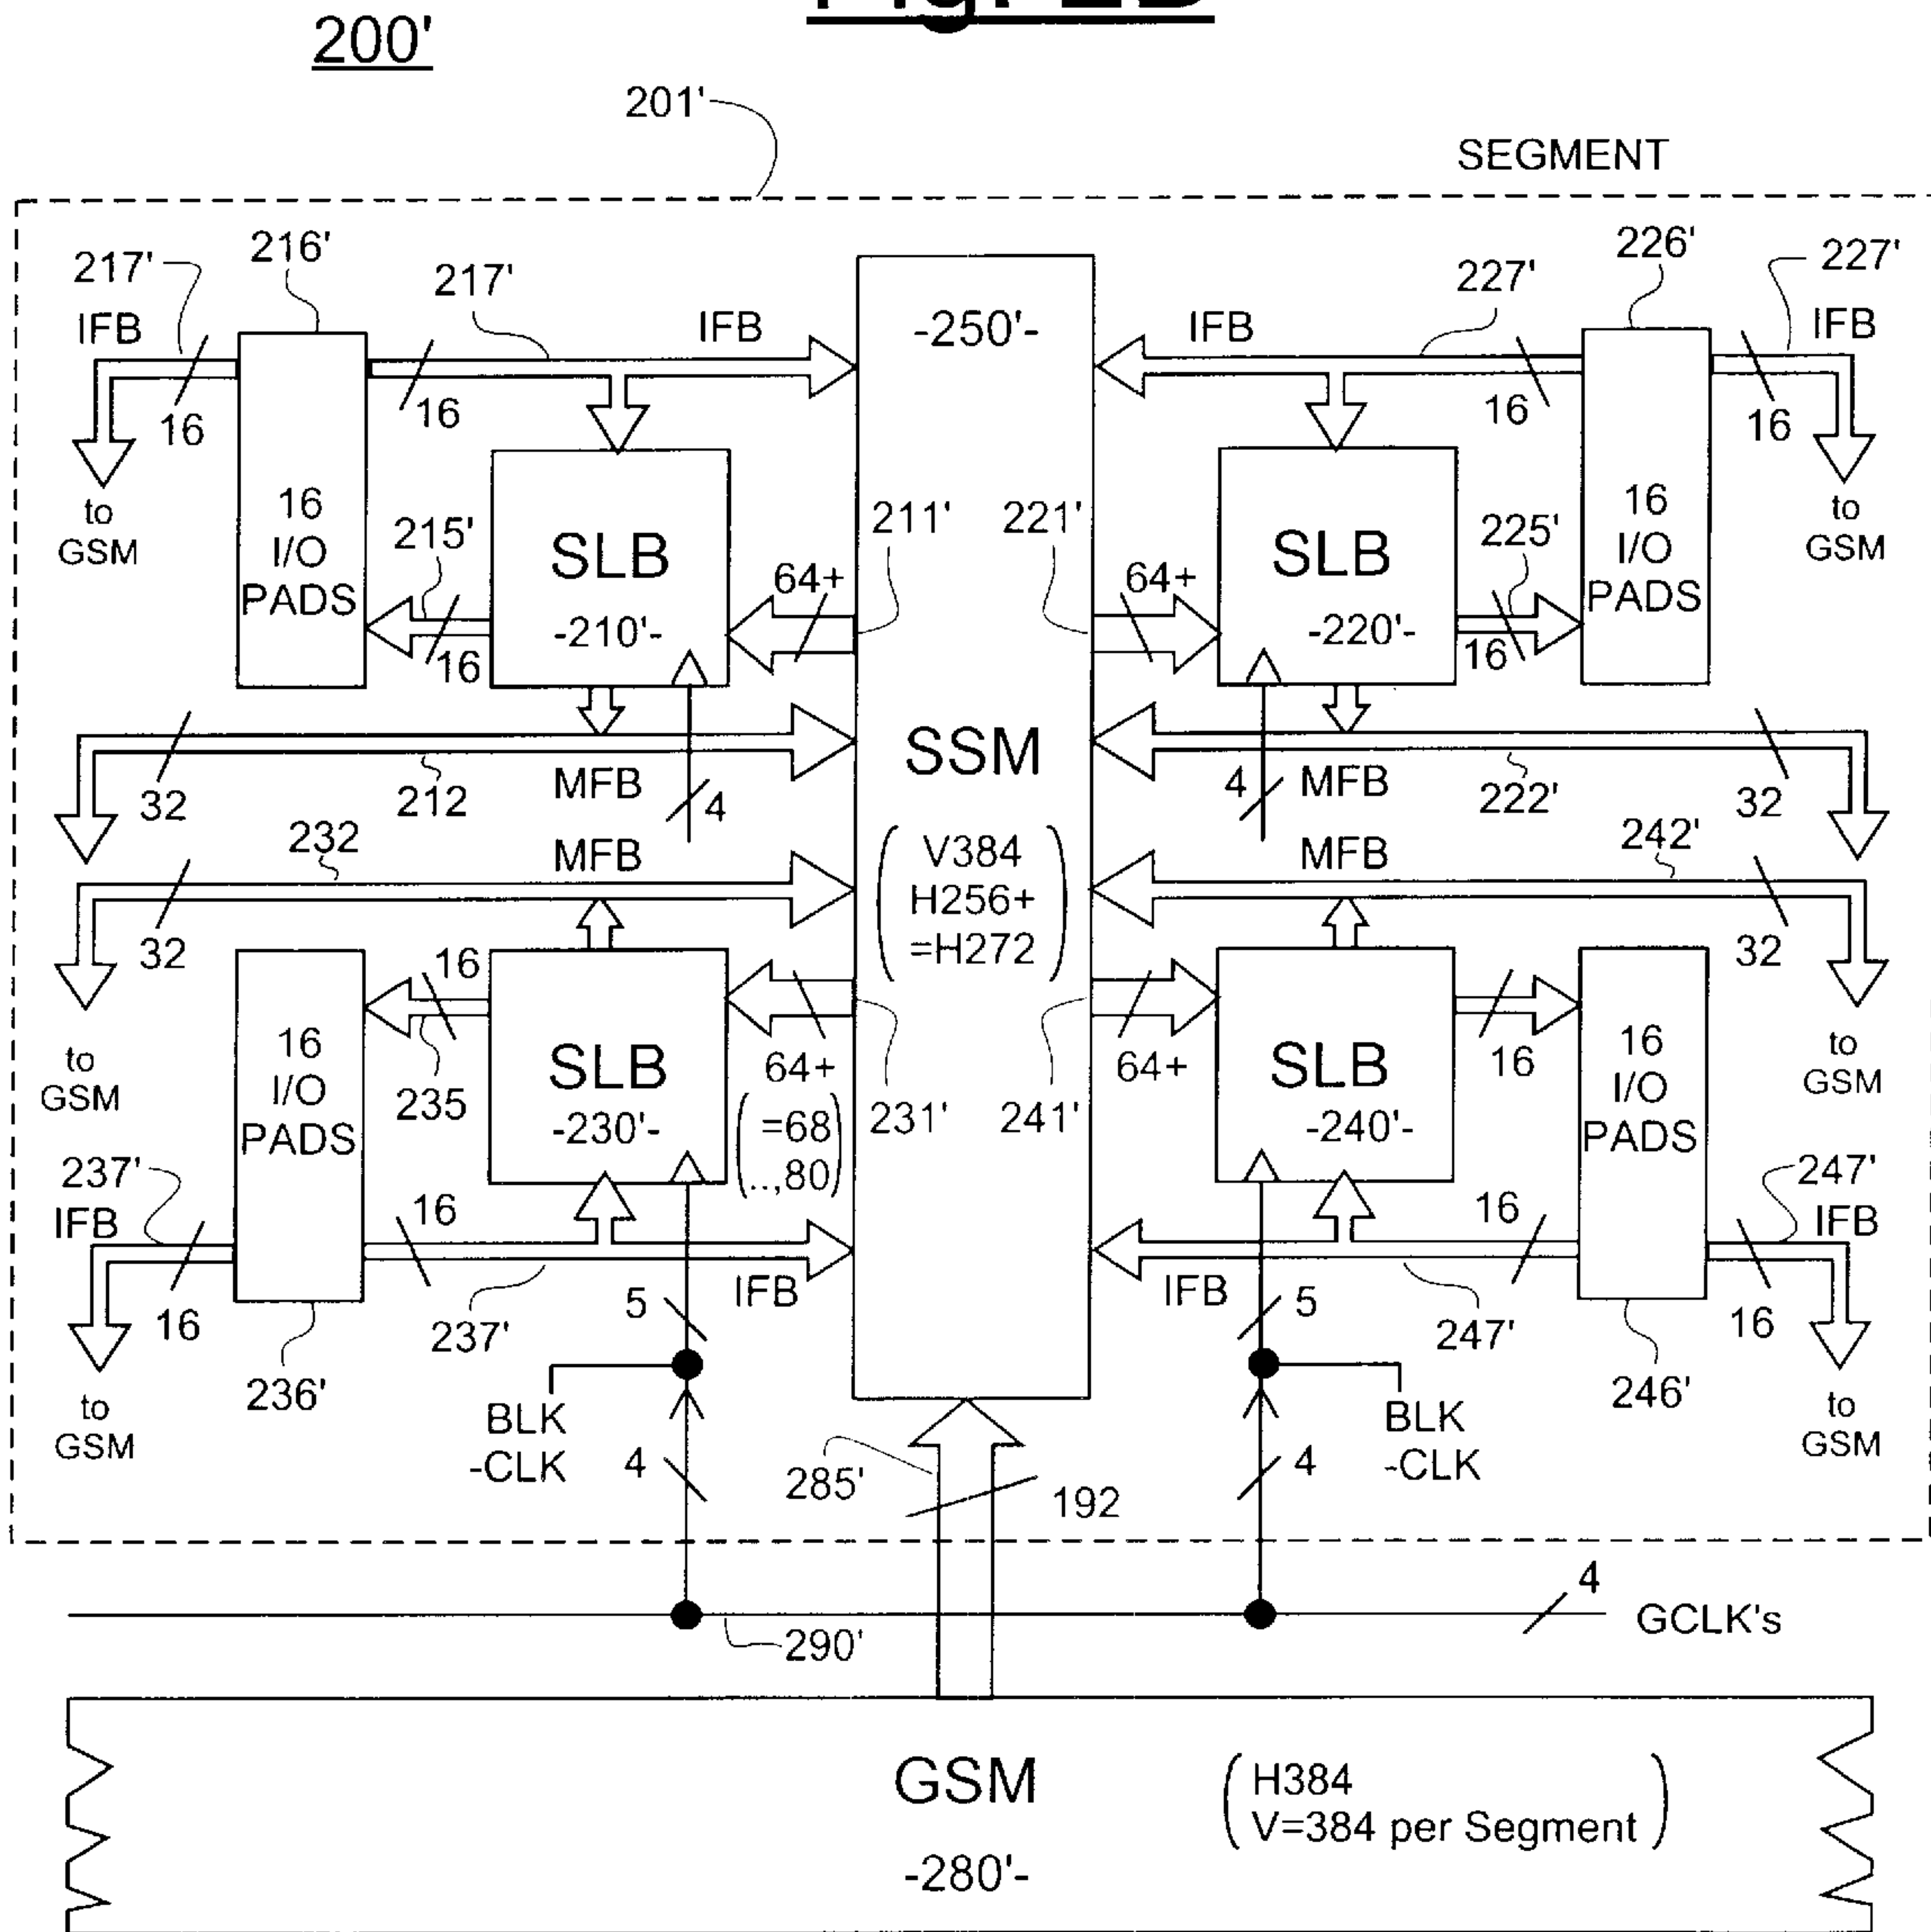 200'
201'
SEGMENT
217'
216'
217'
227'
226'
227'
IFB
IFB
-250'-
IFB
IFB
16
16
16
16
to
GSM
16
I/O
PADS
215'
SLB
-210'-
211'
221'
SLB
-220'-
225'
16
I/O
PADS
to
GSM
64+
64+
16
16
32
212
MFB
4
SSM
4
MFB
222'
32
232
MFB
V384
H256+
=H272
MFB
242'
32
16
32
to
GSM
16
I/O
PADS
235
SLB
-230'-
64+
=68
..,80
231'
241'
64+
SLB
-240'-
16
16
I/O
PADS
to
GSM
237'
IFB
16
16
247'
IFB
16
237'
5
IFB
IFB
5
247'
16
to
GSM
236'
BLK
-CLK
4
285'
192
4
BLK
-CLK
246'
to
GSM
290'
4
GCLK's
GSM
-280'-
H384
V=384 per Segment